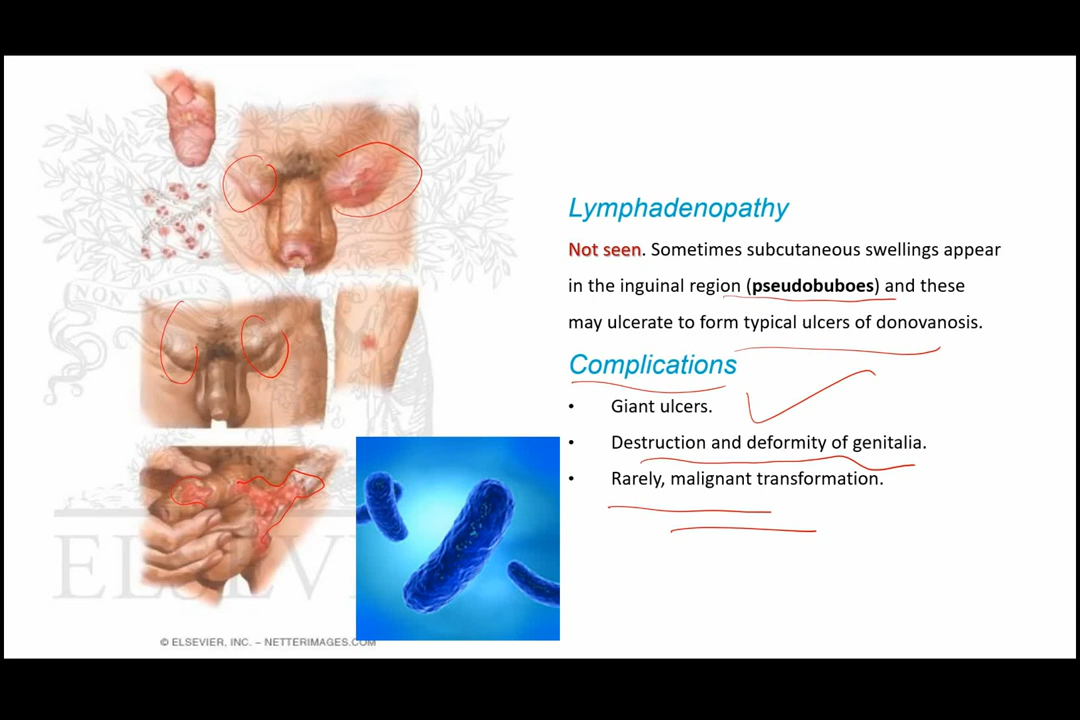 Lymphadenopathy
Not seen. Sometimes subcutaneous swellings appear
in the inguinal region (pseudobuboes) and these
may ulcerate to form typical ulcers of donovanosis.
Complications
• Giant ulcers.
• Destruction and deformity of genitalia.
• Rarely, malignant transformation.
NON SOLUS
ELSEV
© ELSEVIER, INC. – NETTERIMAGES.COM